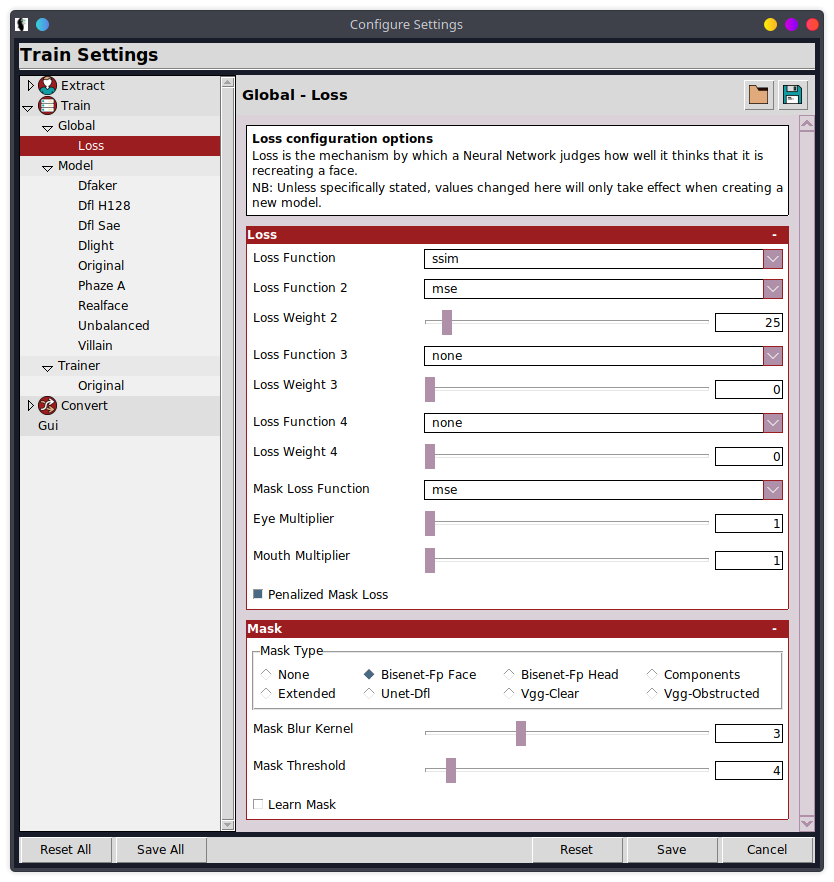 Configure Settings
Train Settings
Extract
Train
Global
Loss
Model
Dfaker
Dfl H128
Dfl Sae
Dlight
Original
Phaze A
Realface
Unbalanced
Villain
Trainer
Original
Convert
Gui
Global - Loss
Loss configuration options
Loss is the mechanism by which a Neural Network judges how well it thinks that it is
recreating a face.
NB: Unless specifically stated, values changed here will only take effect when creating a
new model.
Loss -
Loss Function ssim
Loss Function 2 mse
Loss Weight 2 25
Loss Function 3 none
Loss Weight 3 0
Loss Function 4 none
Loss Weight 4 0
Mask Loss Function mse
Eye Multiplier 1
Mouth Multiplier 1
Penalized Mask Loss
Mask -
Mask Type
None Bisenet-Fp Face Bisenet-Fp Head Components
Extended Unet-Dfl Vgg-Clear Vgg-Obstructed
Mask Blur Kernel 3
Mask Threshold 4
Learn Mask
Reset All Save All Reset Save Cancel